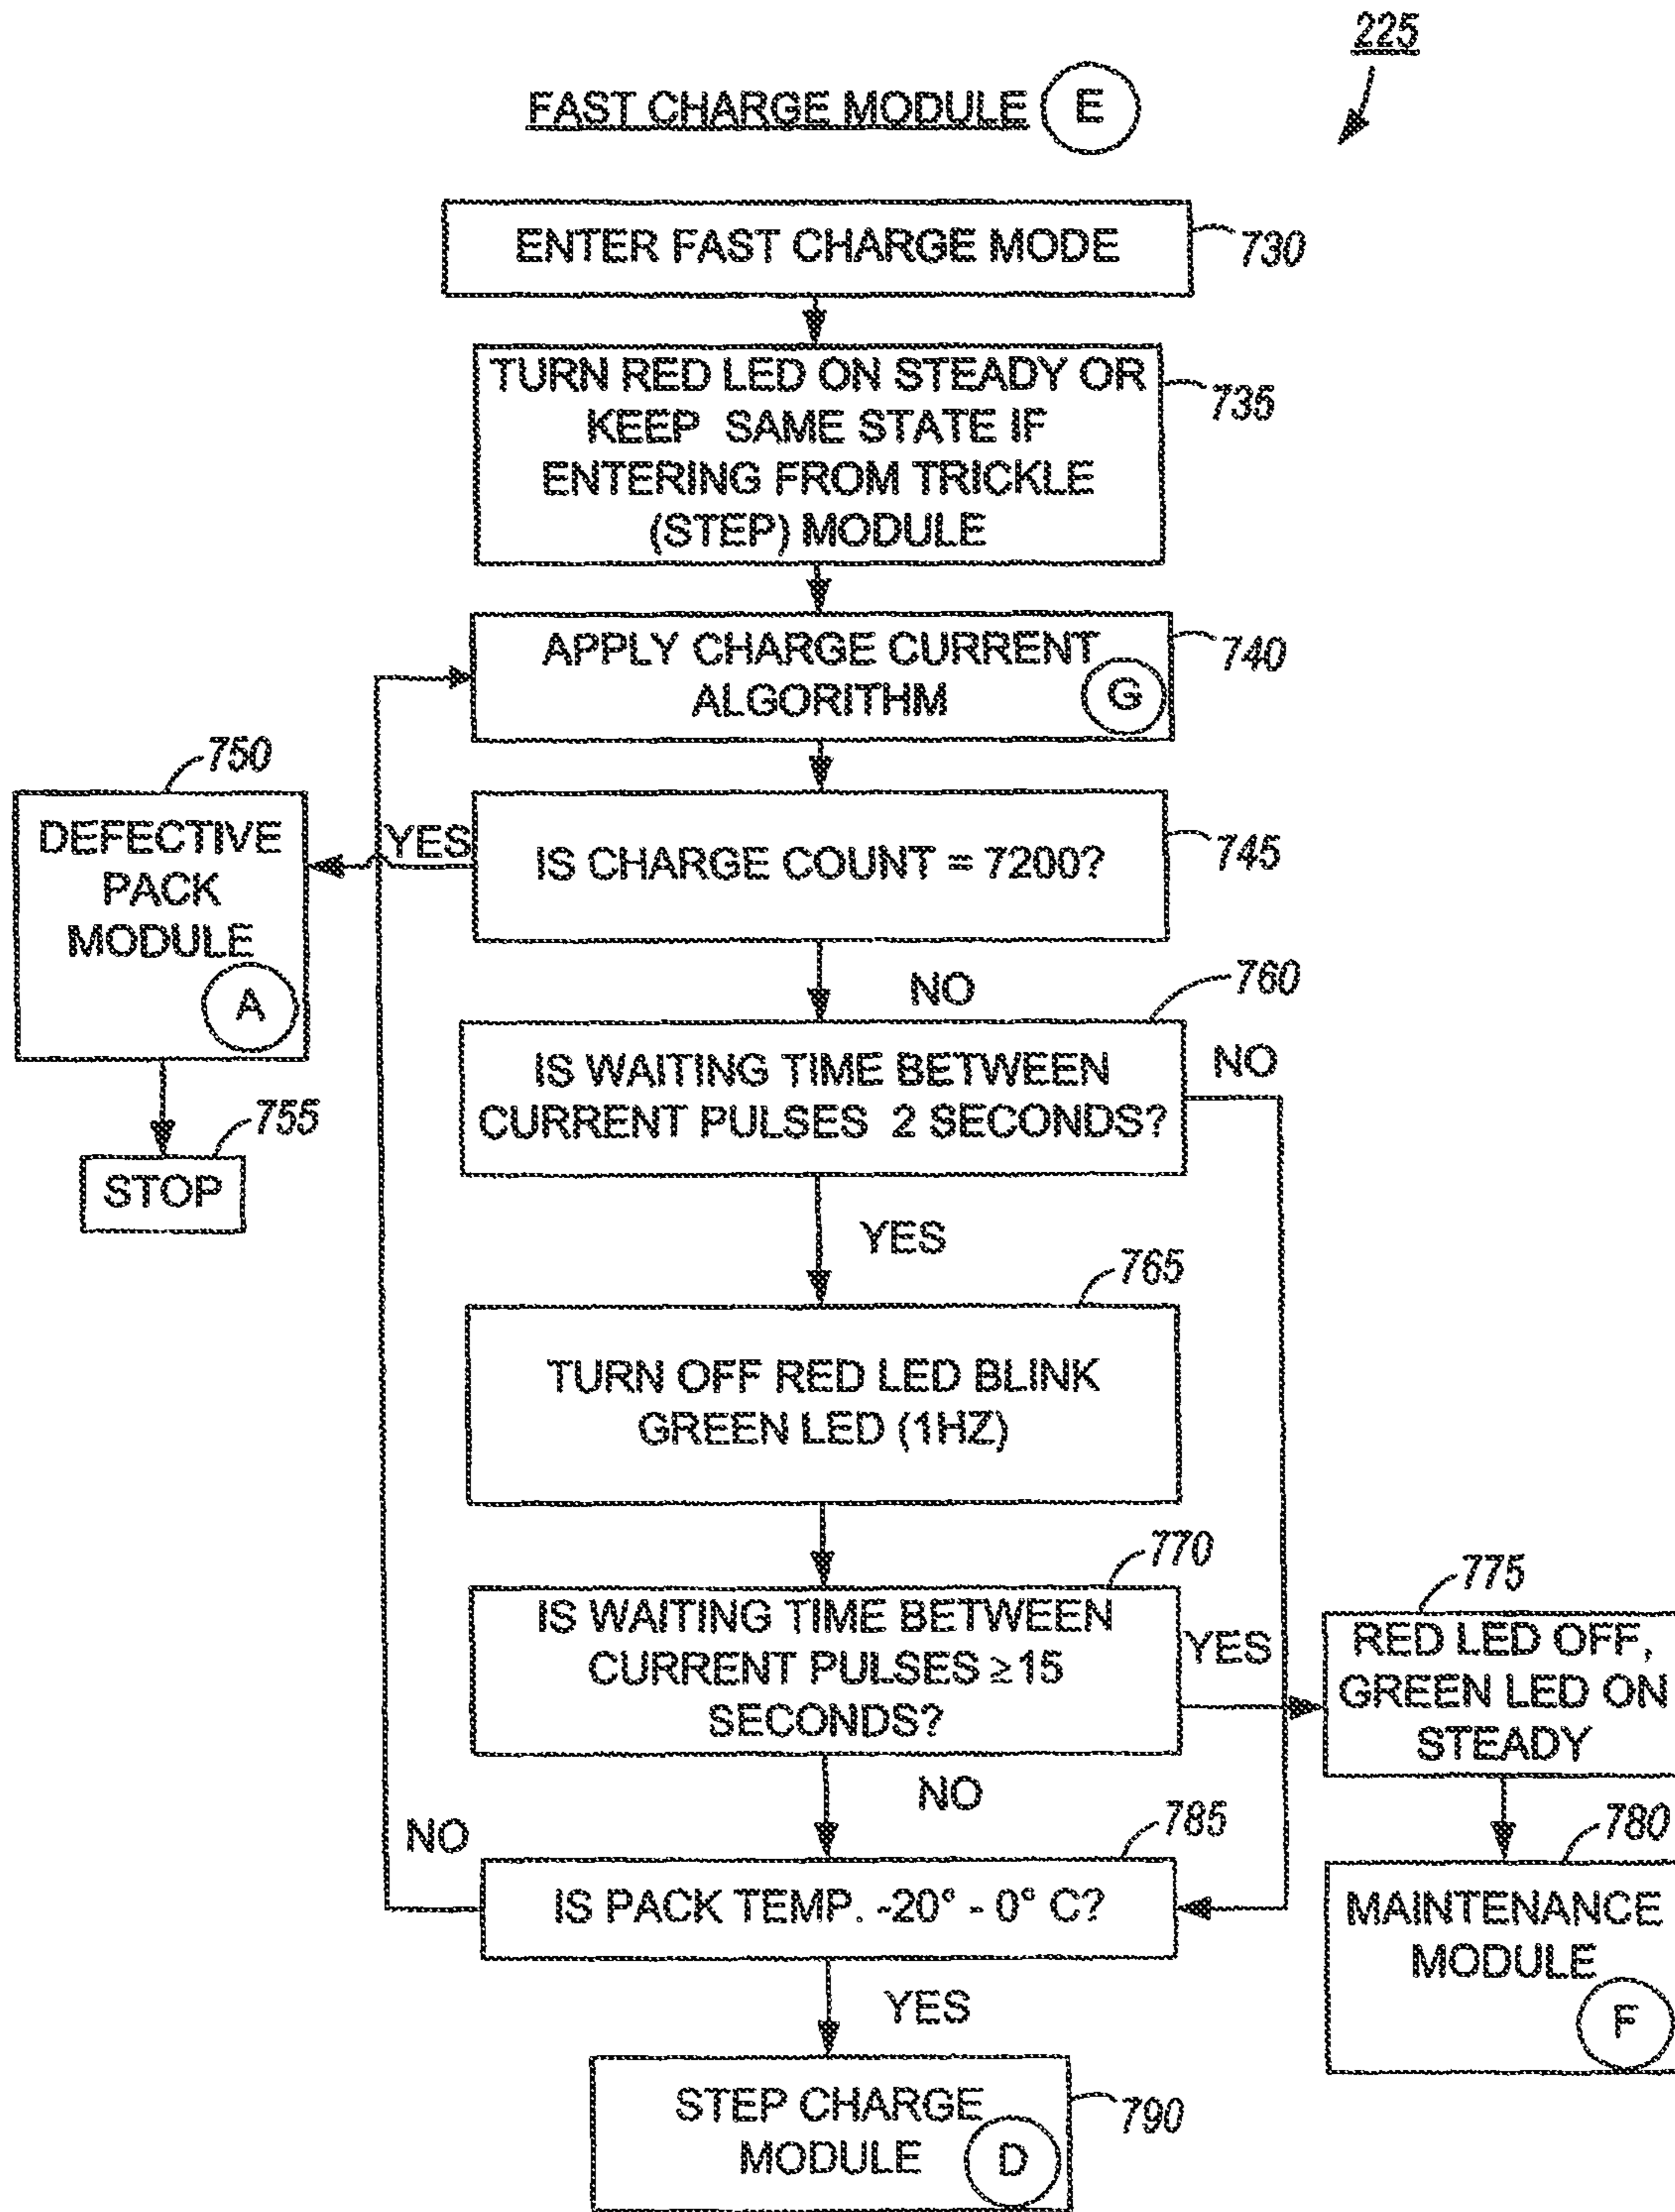 225
FAST CHARGE MODULE E
ENTER FAST CHARGE MODE
730
TURN RED LED ON STEADY OR
KEEP SAME STATE IF
ENTERING FROM TRICKLE
(STEP) MODULE
735
APPLY CHARGE CURRENT
ALGORITHM
G
740
750
DEFECTIVE
PACK
MODULE
A
YES
IS CHARGE COUNT = 7200?
745
755
STOP
NO
760
IS WAITING TIME BETWEEN
CURRENT PULSES 2 SECONDS?
NO
YES
765
TURN OFF RED LED BLINK
GREEN LED (1HZ)
770
IS WAITING TIME BETWEEN
CURRENT PULSES ≥15
SECONDS?
YES
775
RED LED OFF,
GREEN LED ON
STEADY
NO
780
MAINTENANCE
MODULE
F
NO
785
IS PACK TEMP. -20° - 0° C?
YES
STEP CHARGE
MODULE
D
790